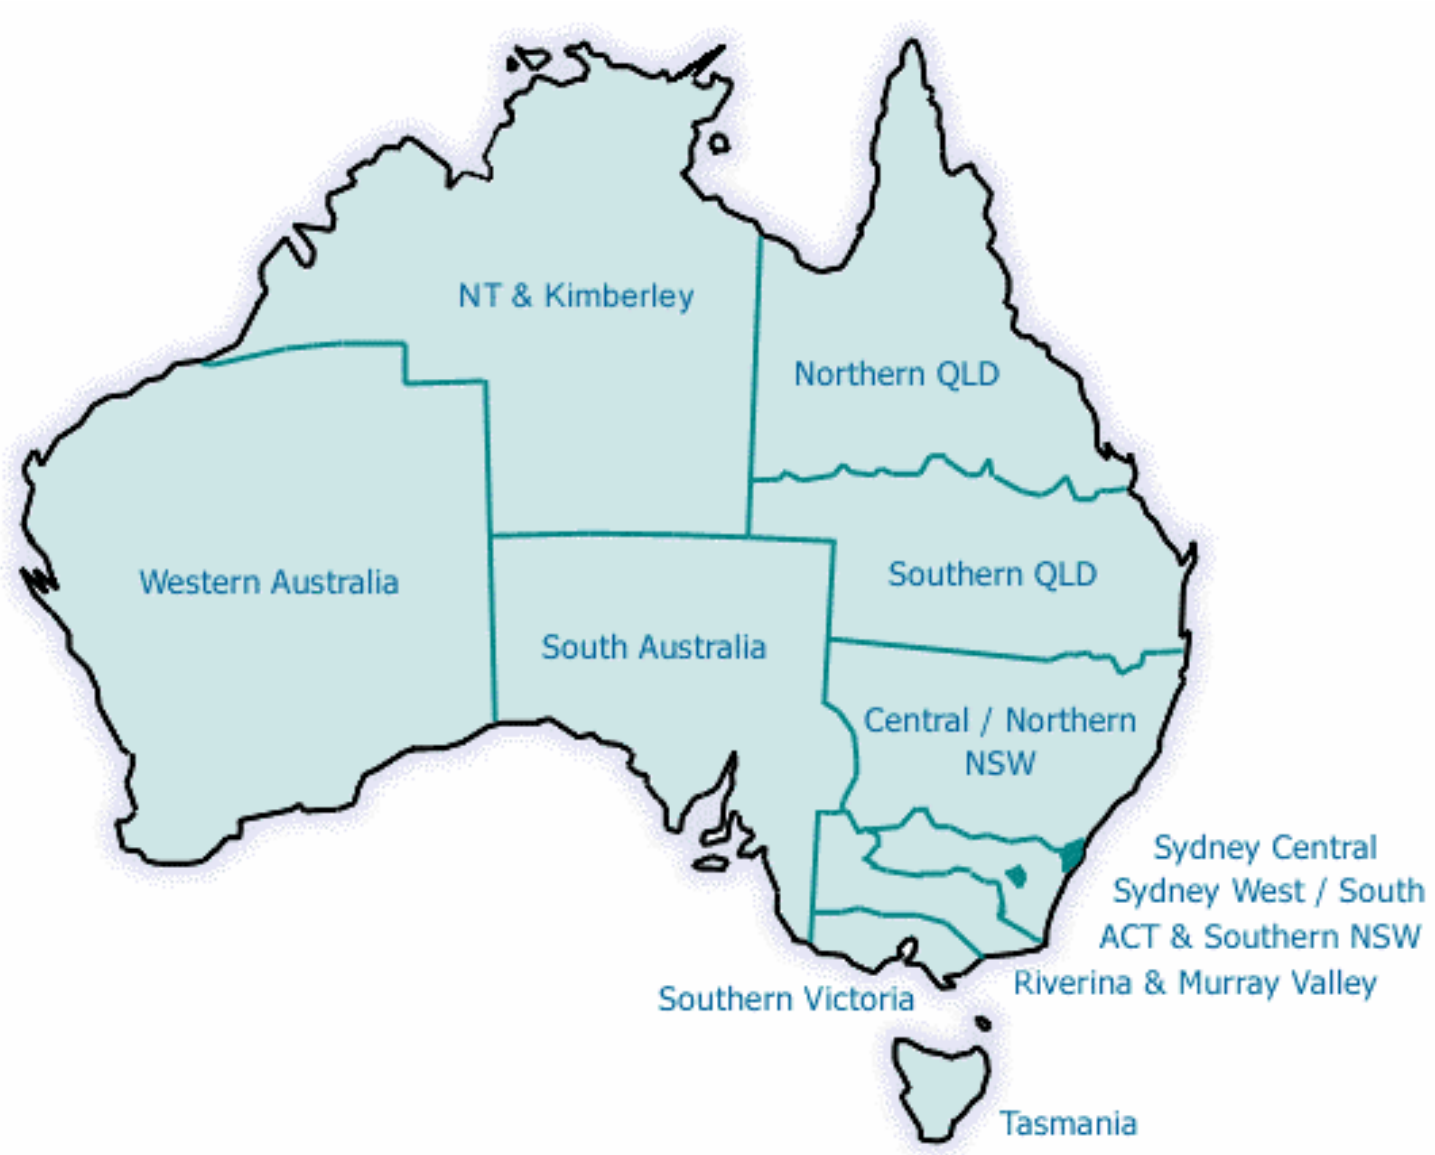 NT & Kimberley
Northern QLD
Western Australia
Southern QLD
South Australia
Central / Northern
NSW
Sydney Central
Sydney West / South
ACT & Southern NSW
Riverina & Murray Valley
Southern Victoria
Tasmania